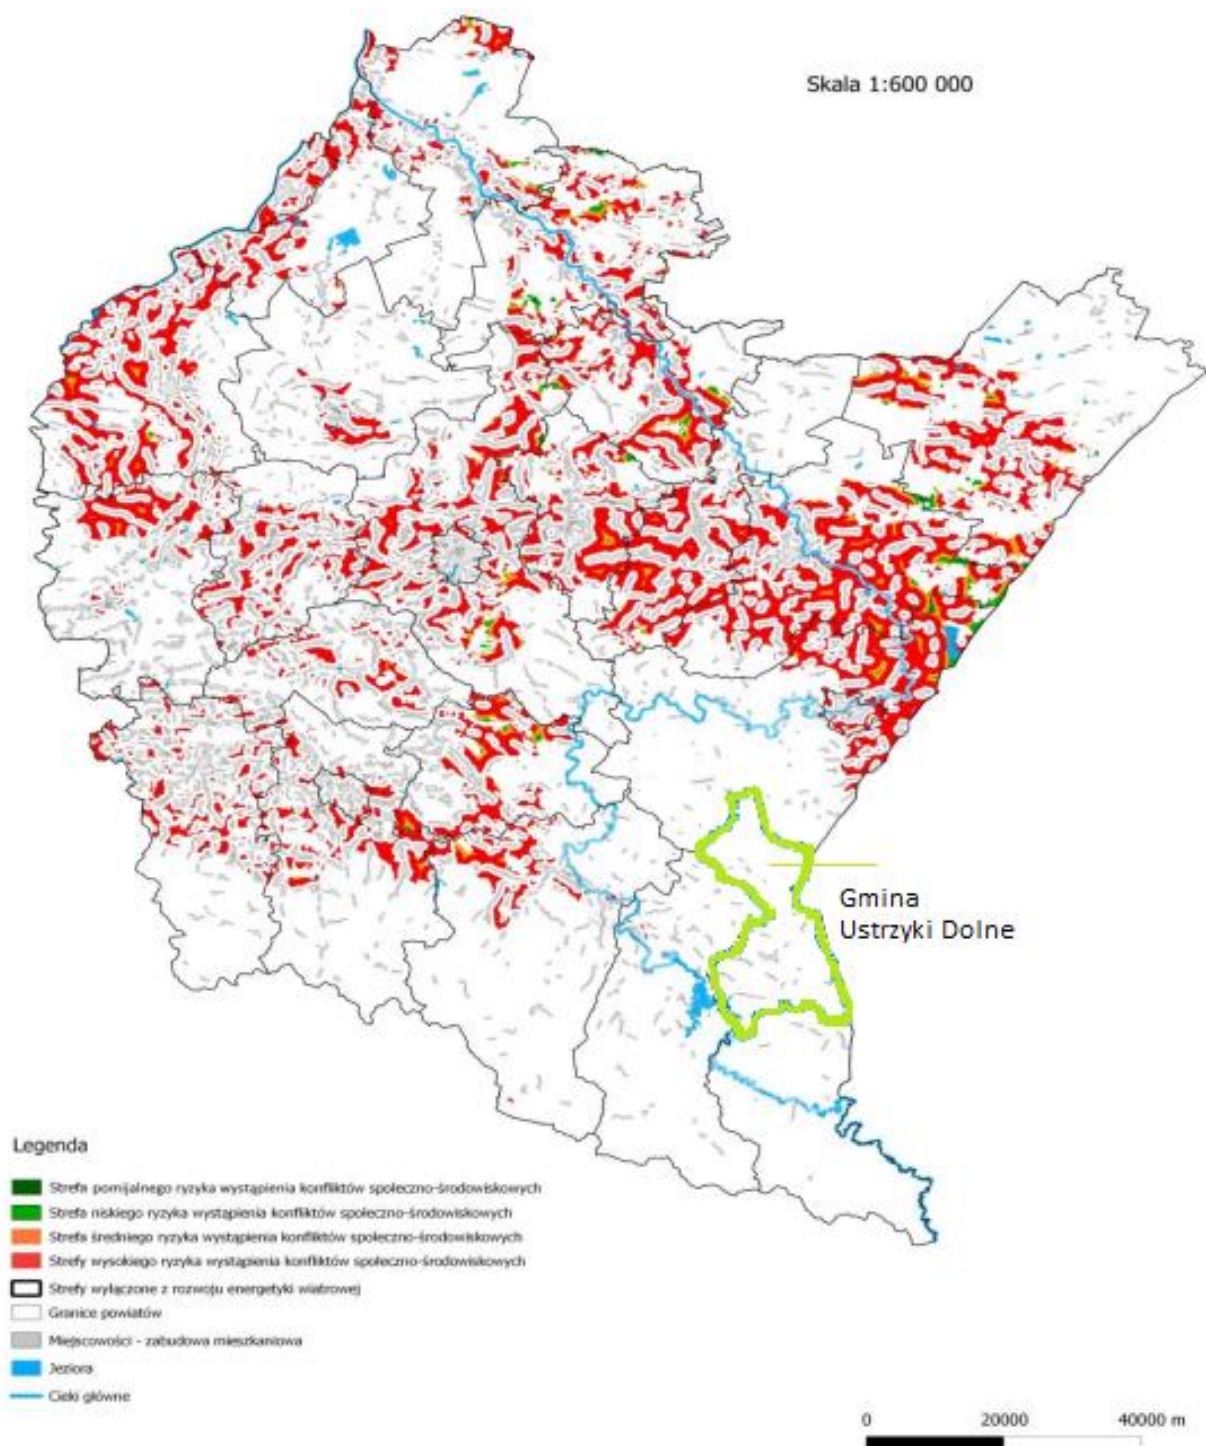 Skala 1:600 000
Gmina
Ustrzyki Dolne
Legenda
Strefa pomijalnego ryzyka wystąpienia konfliktów społeczno-środowiskowych
Strefa niskiego ryzyka wystąpienia konfliktów społeczno-środowiskowych
Strefa średniego ryzyka wystąpienia konfliktów społeczno-środowiskowych
Strefy wysokiego ryzyka wystąpienia konfliktów społeczno-środowiskowych
Strefy wyłączone z rozwoju energetyki wiatrowej
Granice powiatów
Miejscowości - zabudowa mieszkaniowa
Jeziora
Cieki główne
0 20000 40000 m